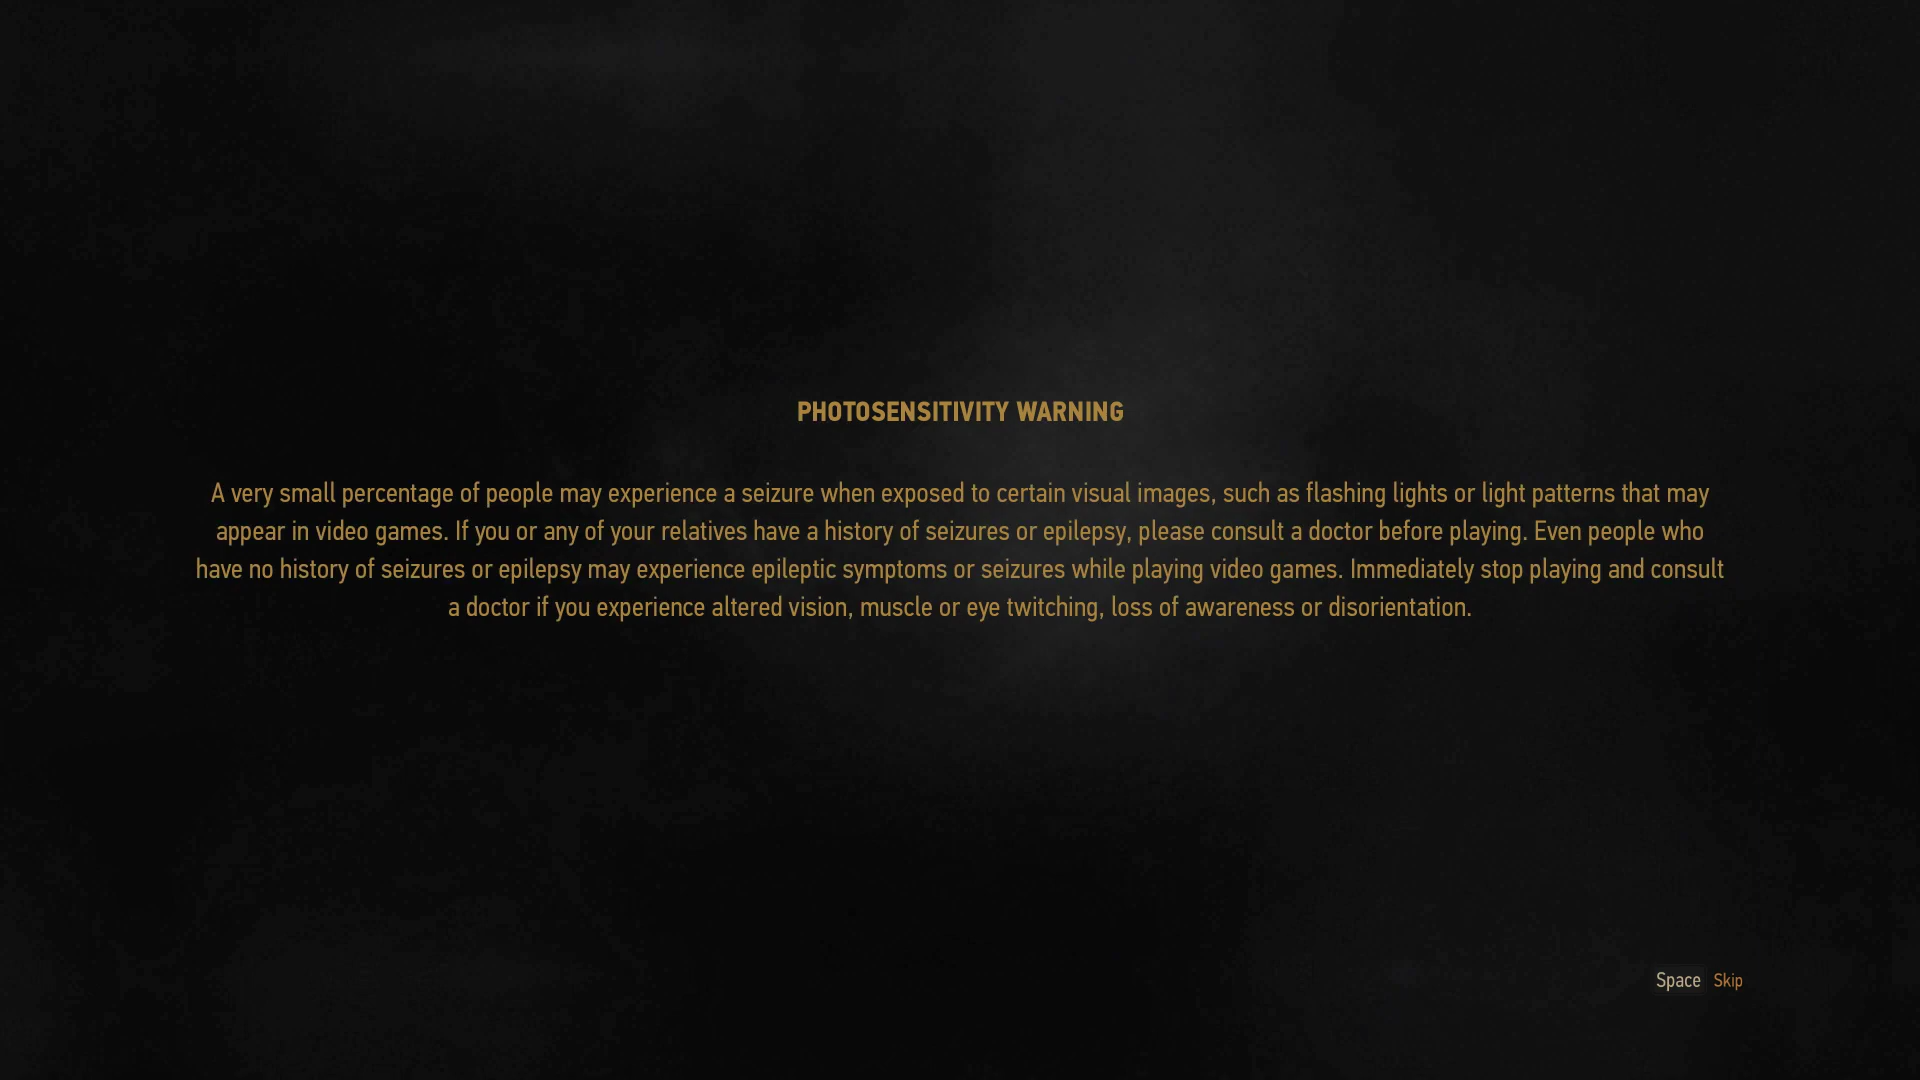 PHOTOSENSITIVITY WARNING
A very small percentage of people may experience a seizure when exposed to certain visual images, such as flashing lights or light patterns that may
appear in video games. If you or any of your relatives have a history of seizures or epilepsy, please consult a doctor before playing. Even people who
have no history of seizures or epilepsy may experience epileptic symptoms or seizures while playing video games. Immediately stop playing and consult
a doctor if you experience altered vision, muscle or eye twitching, loss of awareness or disorientation.
Space Skip